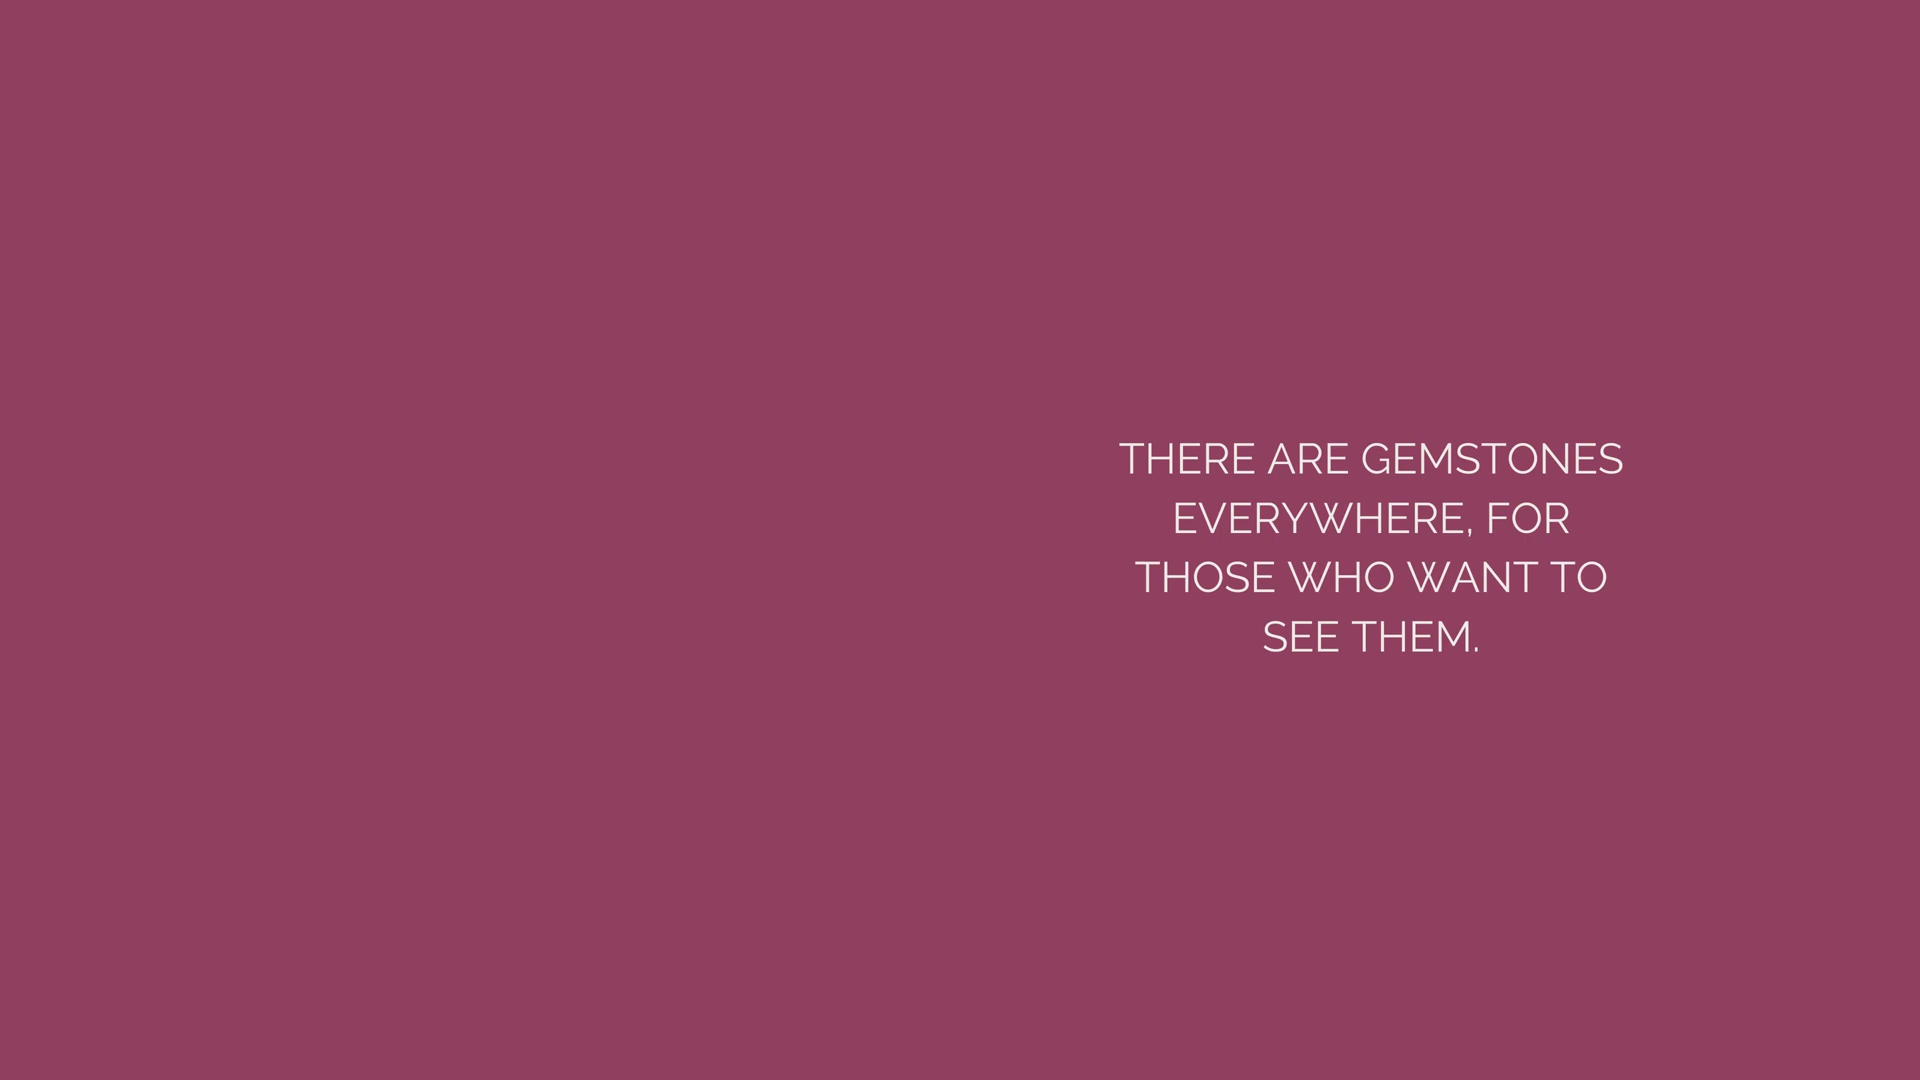 THERE ARE GEMSTONES
EVERYWHERE, FOR
THOSE WHO WANT TO
SEE THEM.